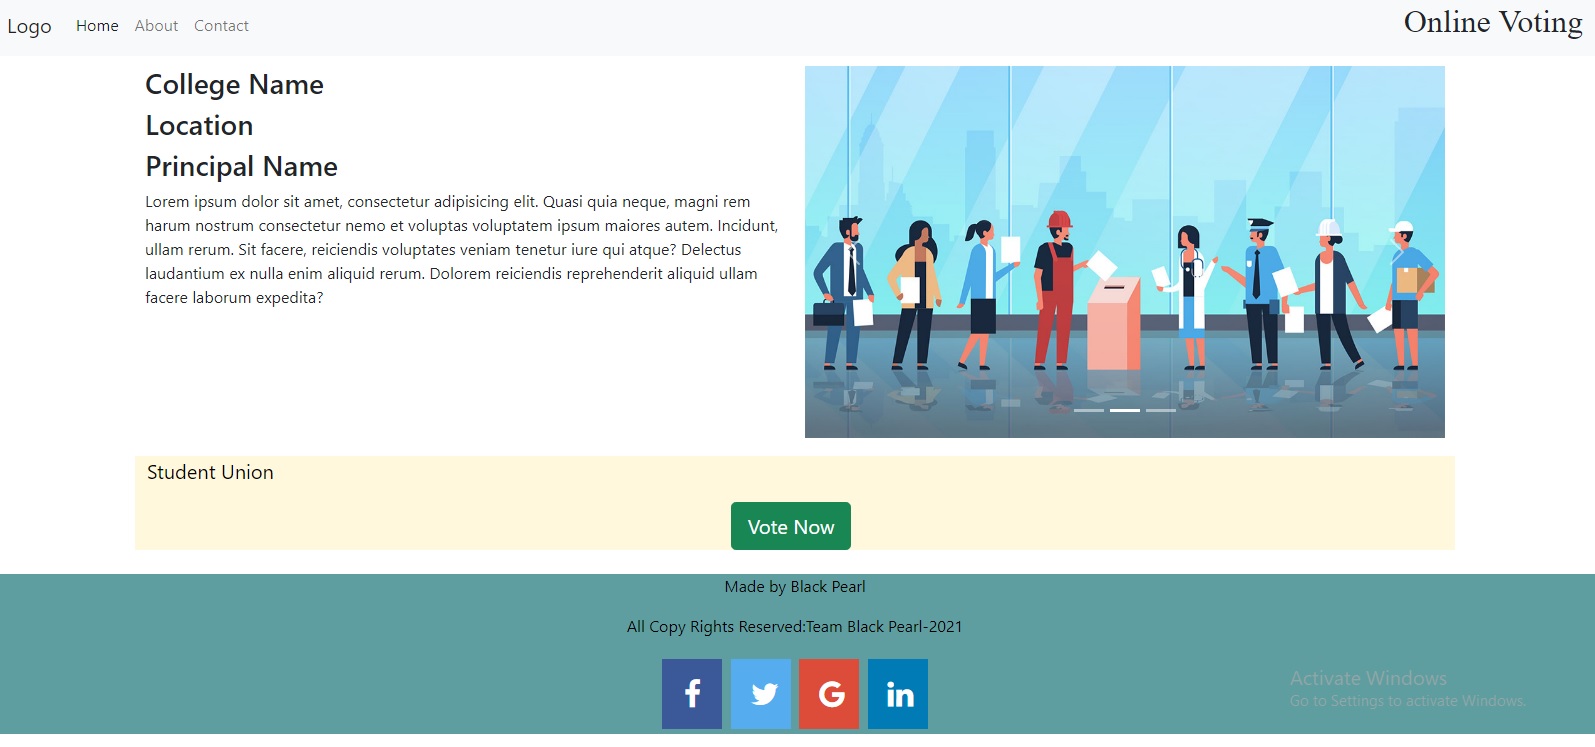 Logo Home About Contact Online Voting
College Name
Location
Principal Name
Lorem ipsum dolor sit amet, consectetur adipisicing elit. Quasi quia neque, magni rem
harum nostrum consectetur nemo et voluptas voluptatem ipsum maiores autem. Incidunt,
ullam rerum. Sit facere, reiciendis voluptates veniam tenetur iure qui atque? Delectus
laudantium ex nulla enim aliquid rerum. Dolorem reiciendis reprehenderit aliquid ullam
facere laborum expedita?
Student Union
Vote Now
Made by Black Pearl
All Copy Rights Reserved:Team Black Pearl-2021
f G in
Activate Windows
Go to Settings to activate Windows.